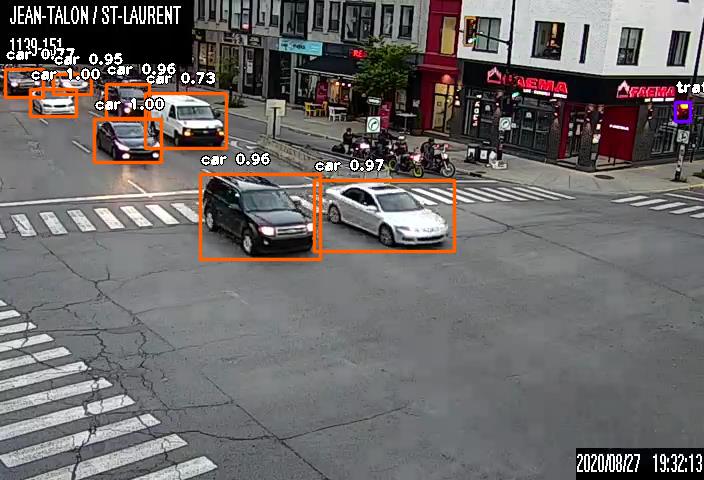 JEAN-TALON / ST-LAURENT
1139-151
car 0.77
car 0.95
car 1.00
car 0.96
car 0.73
car 1.00
car 0.96
car 0.97
traf
FAEMA
FAEMA
2020/08/27 19:32:13